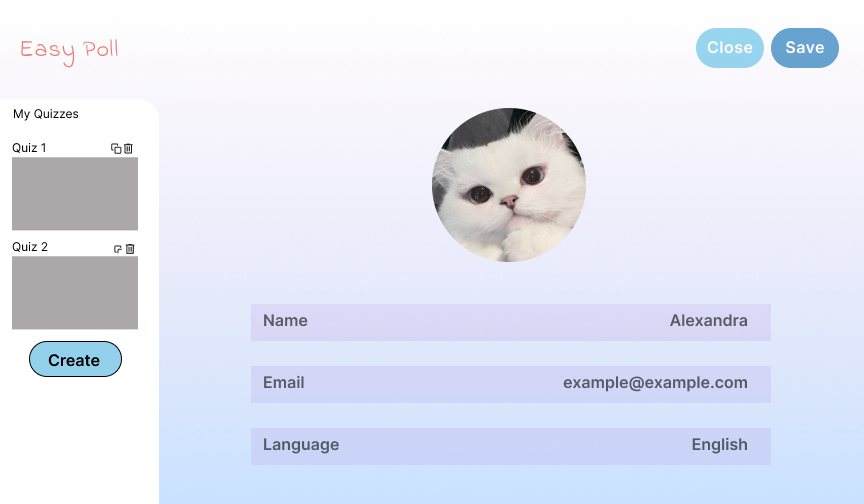 Easy Poll
Close
Save
My Quizzes
Quiz 1
Quiz 2
Create
Name
Alexandra
Email
example@example.com
Language
English